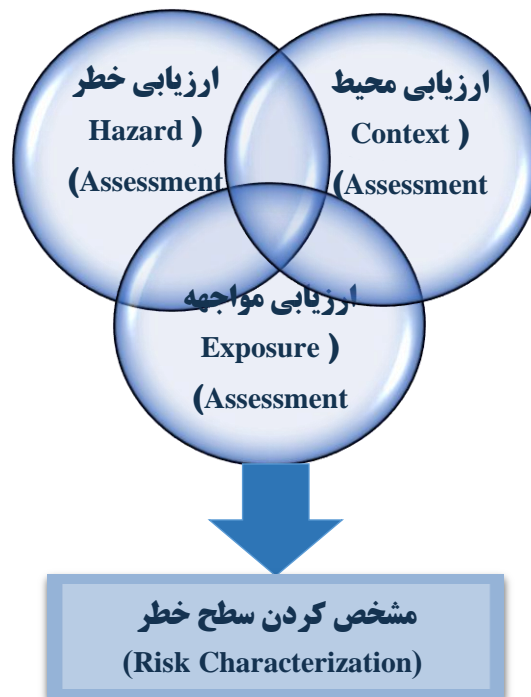 ارزیابی خطر
(Hazard
Assessment)
ارزیابی محیط
(Context
Assessment)
ارزیابی مواجهه
(Exposure
Assessment)
مشخص کردن سطح خطر
(Risk Characterization)